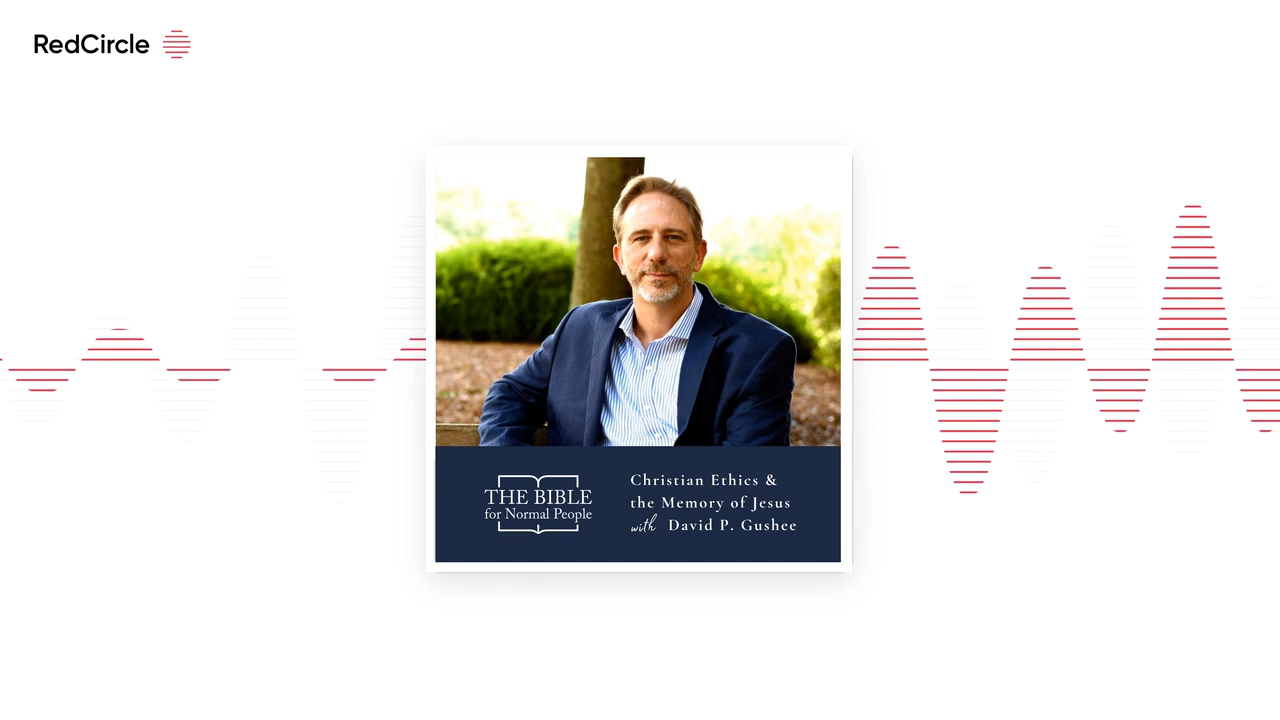 RedCircle
THE BIBLE
for Normal People
Christian Ethics &
the Memory of Jesus
with David P. Gushee